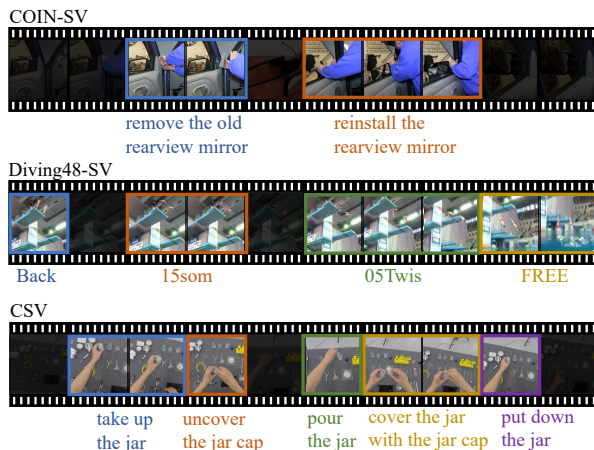 COIN-SV
remove the old
rearview mirror
reinstall the
rearview mirror
Diving48-SV
Back
15som
05Twis
FREE
CSV
take up
the jar
uncover
the jar cap
pour
the jar
cover the jar
with the jar cap
put down
the jar